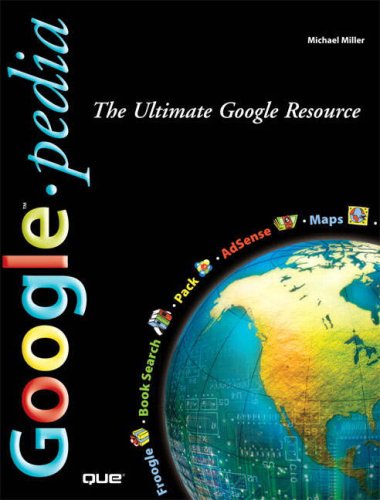 Michael Miller
Google™·pedia
The Ultimate Google Resource
Froogle · Book Search · Pack · AdSense · Maps ·
QUE®